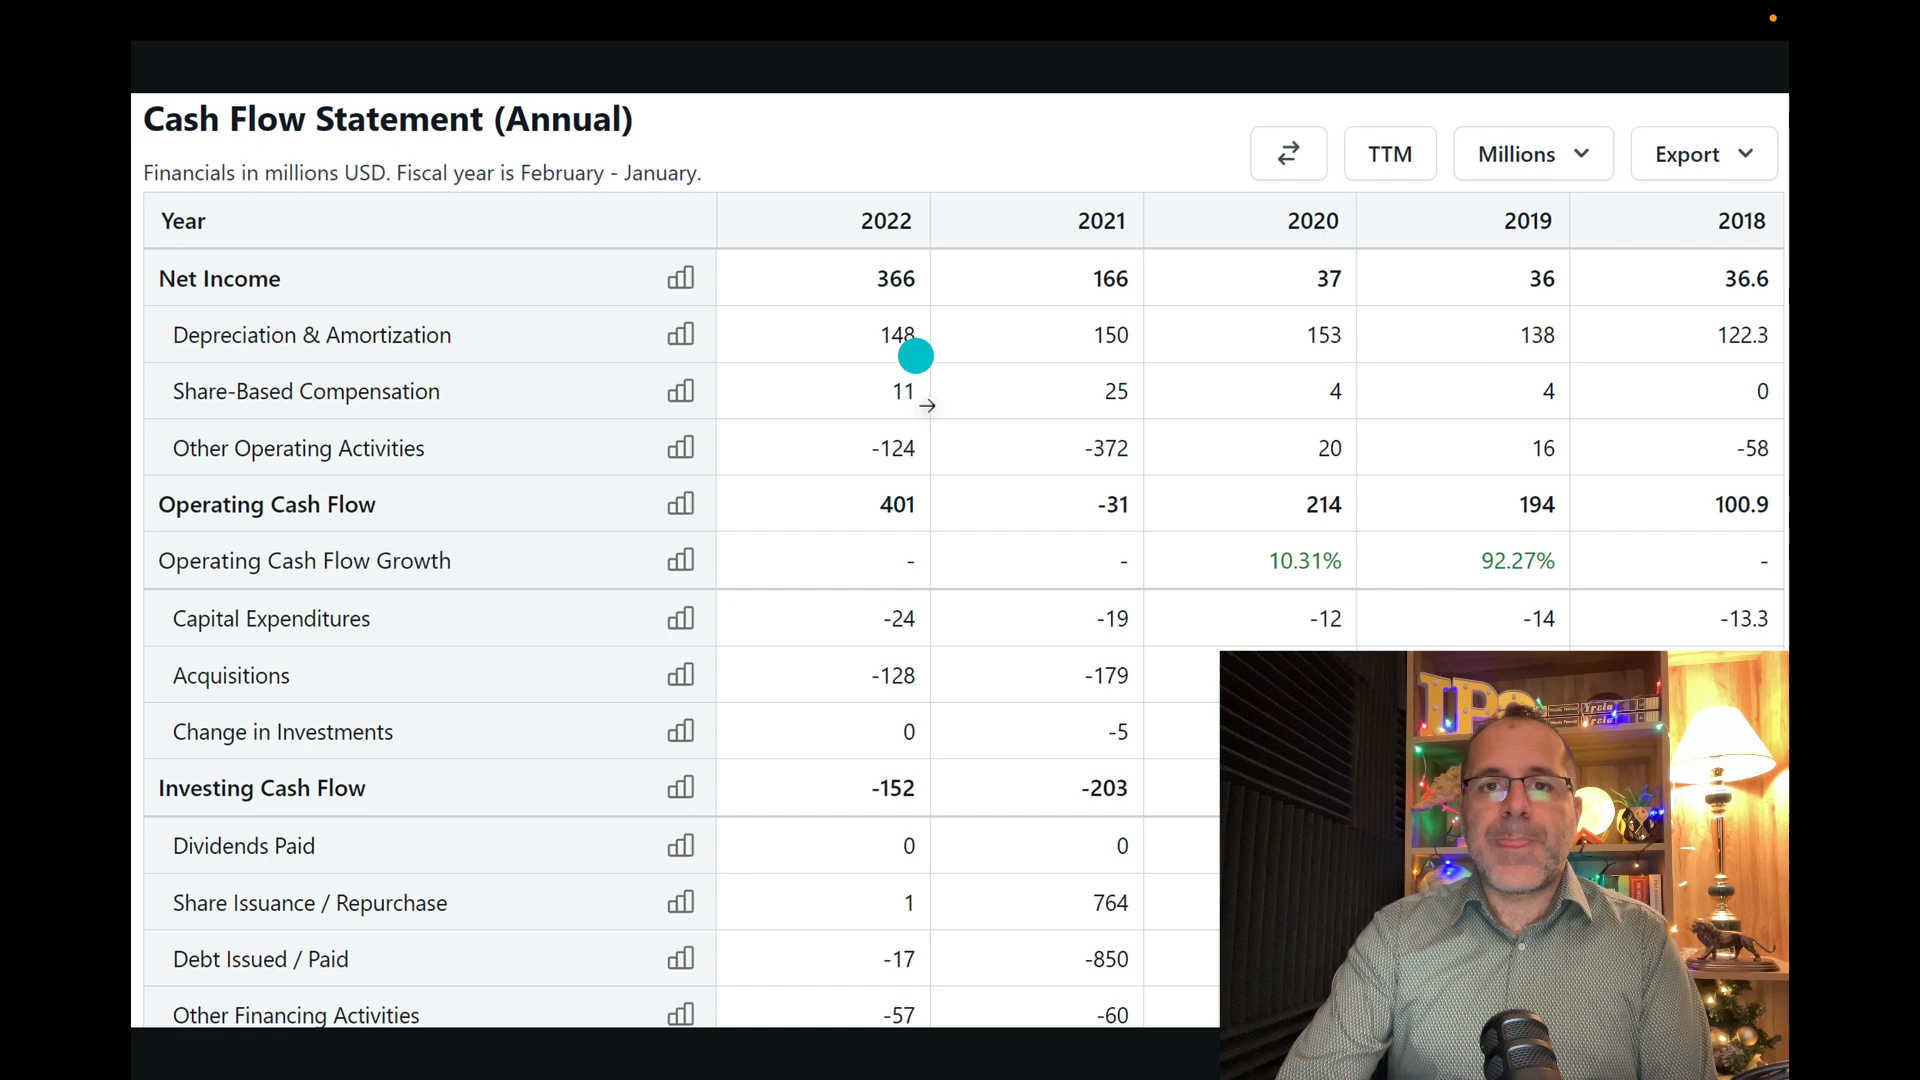 Cash Flow Statement (Annual)
Financials in millions USD. Fiscal year is February - January.
TTM
Millions
Export
Year 2022 2021 2020 2019 2018
Net Income 366 166 37 36 36.6
Depreciation & Amortization 148 150 153 138 122.3
Share-Based Compensation 11 25 4 4 0
Other Operating Activities -124 -372 20 16 -58
Operating Cash Flow 401 -31 214 194 100.9
Operating Cash Flow Growth - - 10.31% 92.27% -
Capital Expenditures -24 -19 -12 -14 -13.3
Acquisitions -128 -179
Change in Investments 0 -5
Investing Cash Flow -152 -203
Dividends Paid 0 0
Share Issuance / Repurchase 1 764
Debt Issued / Paid -17 -850
Other Financing Activities -57 -60
IPO